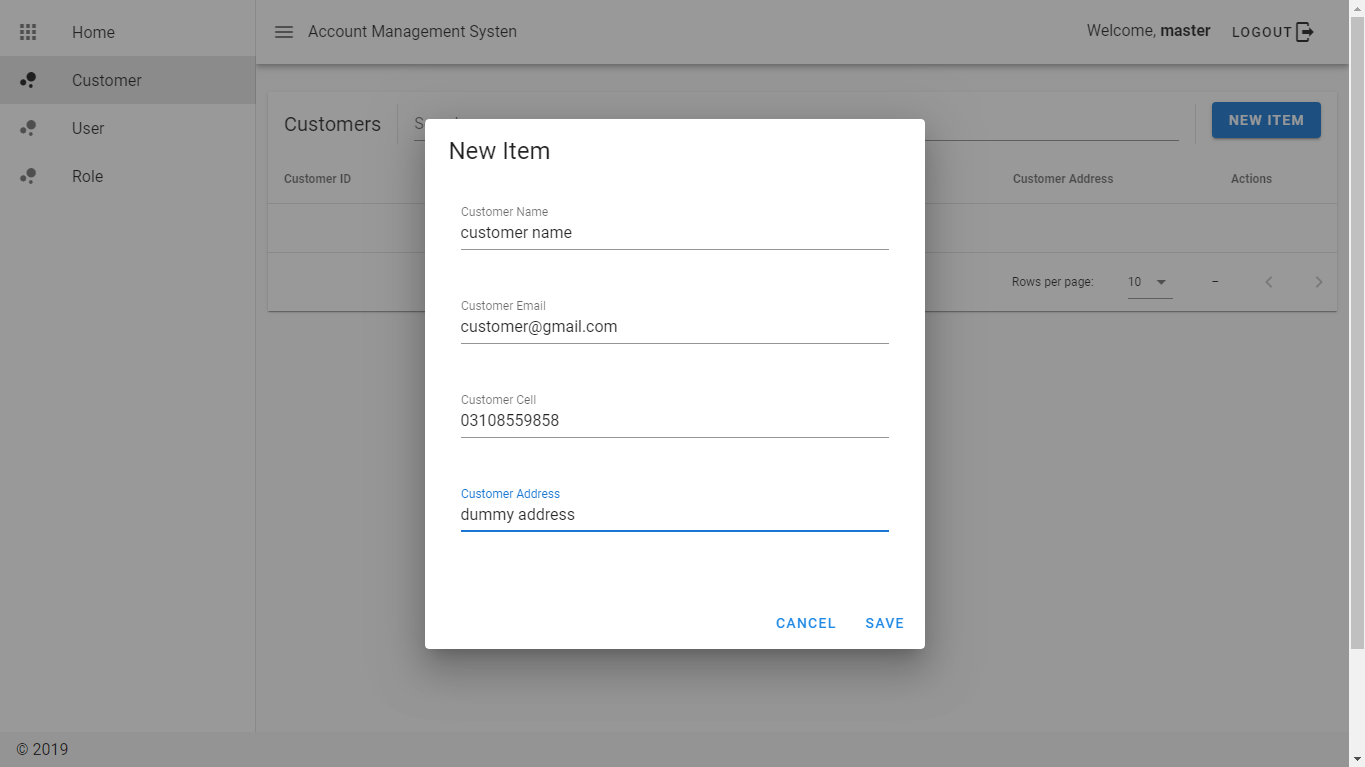 Home
Account Management Systen
Welcome, master
LOGOUT
Customer
User
Role
Customers
NEW ITEM
Customer ID
Customer Address
Actions
Rows per page:
10
–
New Item
Customer Name
customer name
Customer Email
customer@gmail.com
Customer Cell
03108559858
Customer Address
dummy address
CANCEL
SAVE
© 2019